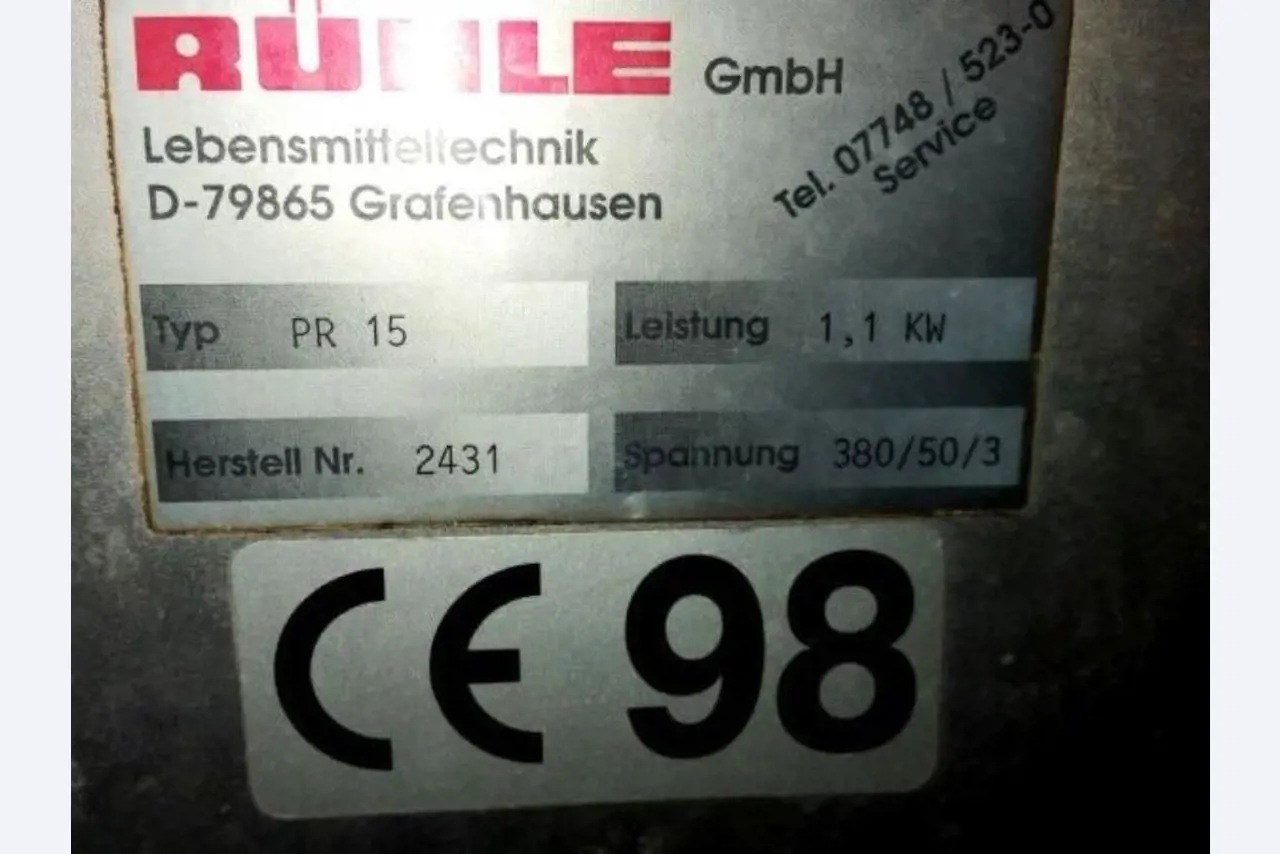 RÜHLE GmbH
Lebensmitteltechnik
D-79865 Grafenhausen
Tel. 07748 / 523-0
Service
Typ PR 15
Leistung 1,1 KW
Herstell Nr. 2431
Spannung 380/50/3
CE 98